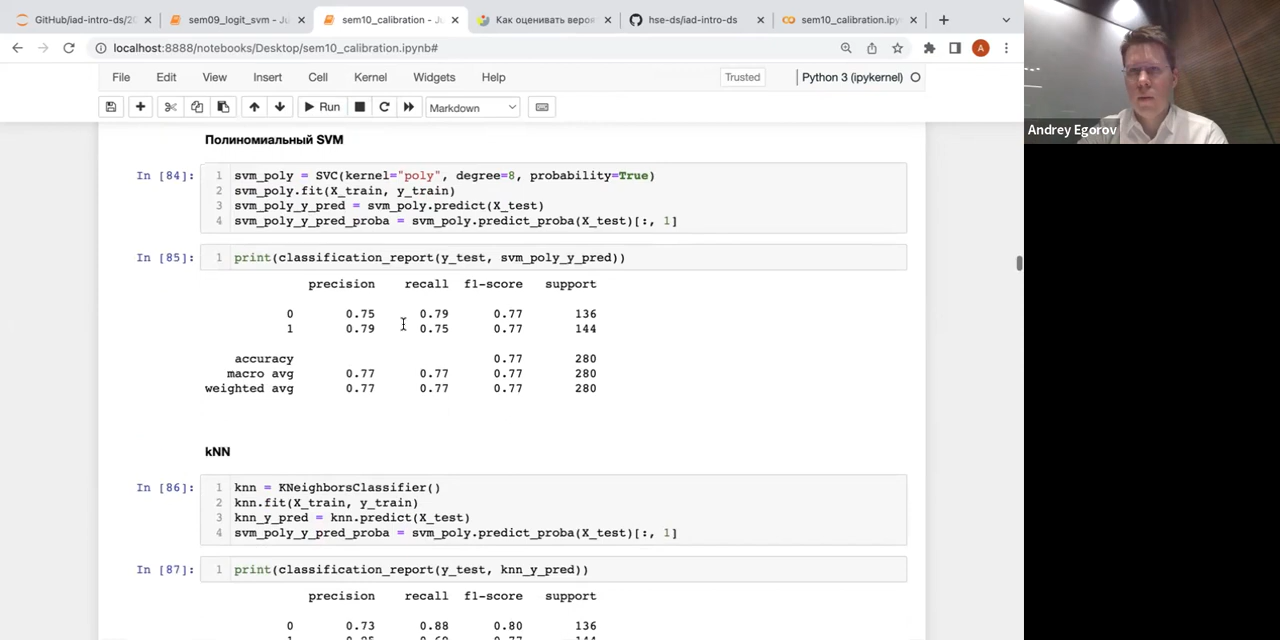 GitHub/iad-intro-ds/2(
sem09_logit_svm - Ju
sem10_calibration - J
Как оценивать вероя
hse-ds/iad-intro-ds
sem10_calibration.ipyn
localhost:8888/notebooks/Desktop/sem10_calibration.ipynb#
A
File Edit View Insert Cell Kernel Widgets Help
Trusted
Python 3 (ipykernel)
Run
Markdown
Andrey Egorov
Полиномиальный SVM
In [84]:
1 svm_poly = SVC(kernel="poly", degree=8, probability=True)
2 svm_poly.fit(X_train, y_train)
3 svm_poly_y_pred = svm_poly.predict(X_test)
4 svm_poly_y_pred_proba = svm_poly.predict_proba(X_test)[:, 1]
In [85]:
1 print(classification_report(y_test, svm_poly_y_pred))
precision recall f1-score support
0 0.75 0.79 0.77 136
1 0.79 0.75 0.77 144
accuracy 0.77 280
macro avg 0.77 0.77 0.77 280
weighted avg 0.77 0.77 0.77 280
kNN
In [86]:
1 knn = KNeighborsClassifier()
2 knn.fit(X_train, y_train)
3 knn_y_pred = knn.predict(X_test)
4 svm_poly_y_pred_proba = svm_poly.predict_proba(X_test)[:, 1]
In [87]:
1 print(classification_report(y_test, knn_y_pred))
precision recall f1-score support
0 0.73 0.88 0.80 136